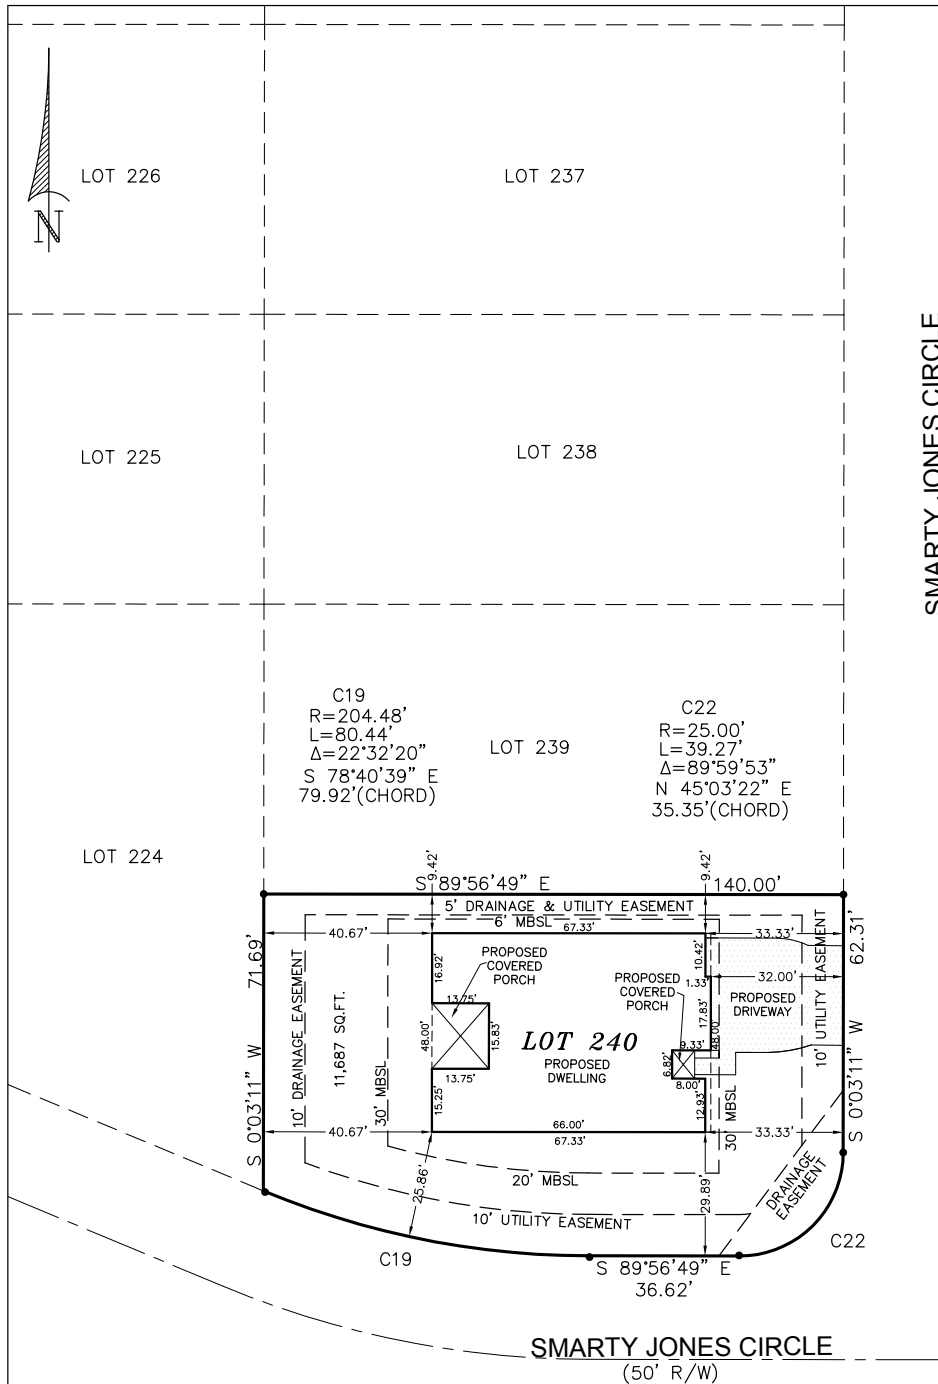 LOT 226
LOT 237
N
SMARTY JONES CIRCLE
LOT 225
LOT 238
C19
R=204.48'
L=80.44'
Δ=22°32'20"
S 78°40'39" E
79.92'(CHORD)
LOT 239
C22
R=25.00'
L=39.27'
Δ=89°59'53"
N 45°03'22" E
35.35'(CHORD)
LOT 224
9.42'
9.42'
S 89°56'49" E
140.00'
5' DRAINAGE & UTILITY EASEMENT
6' MBSL
67.33'
71.69'
S 0°03'11" W
40.67'
33.33'
62.31'
S 0°03'11" W
10' DRAINAGE EASEMENT
11,687 SQ.FT.
30' MBSL
16.92'
PROPOSED
COVERED
PORCH
13.75'
48.00'
15.83'
13.75'
15.25'
LOT 240
PROPOSED
DWELLING
PROPOSED
COVERED
PORCH
10.42'
1.33'
32.00'
17.83'
48.00'
PROPOSED
DRIVEWAY
10' UTILITY EASEMENT
9.33'
6.82'
8.00'
12.93'
30' MBSL
40.67'
66.00'
67.33'
33.33'
25.86'
20' MBSL
29.89'
DRAINAGE
EASEMENT
10' UTILITY EASEMENT
C19
C22
S 89°56'49" E
36.62'
SMARTY JONES CIRCLE
(50' R/W)